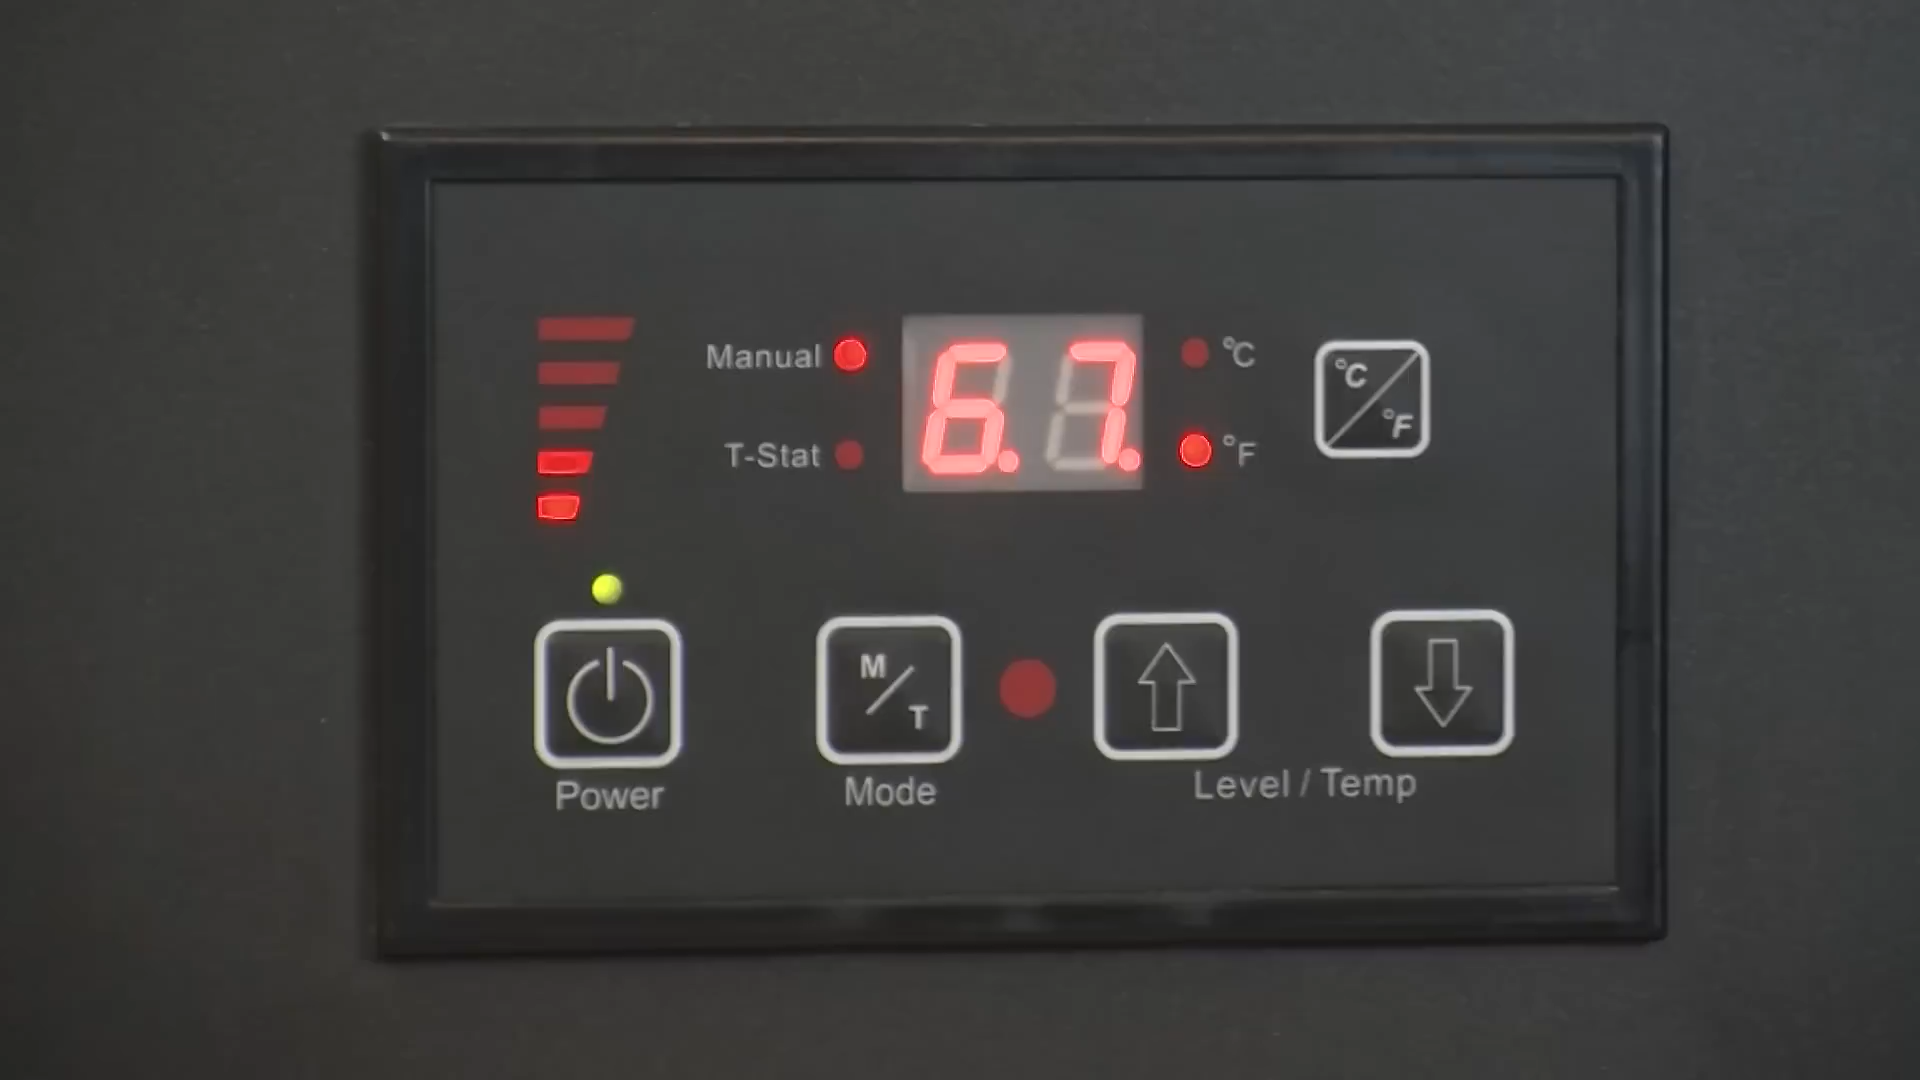 Manual
6.7.
°C
°C
°F
T-Stat
°F
M/T
Power
Mode
Level / Temp